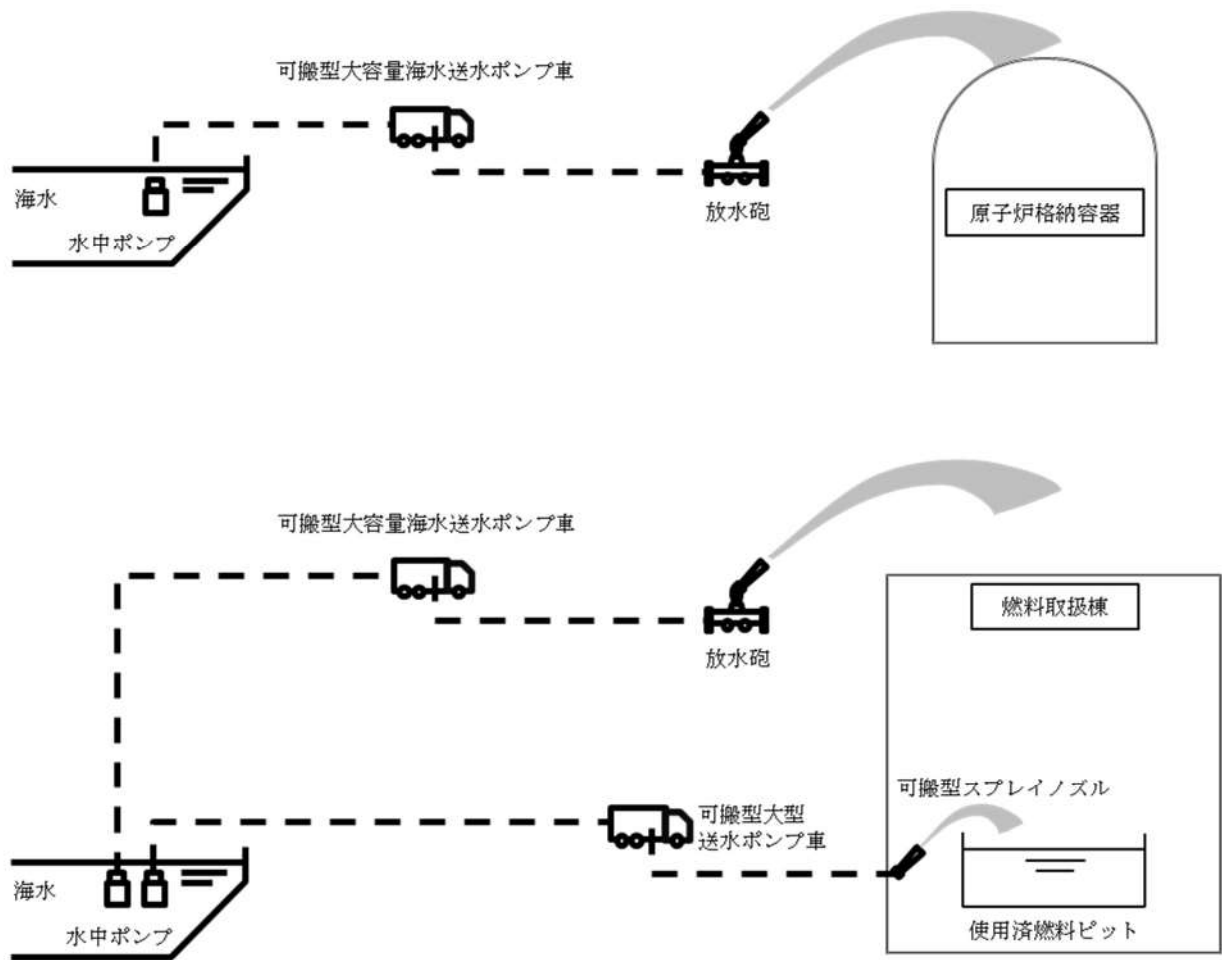 可搬型大容量海水送水ポンプ車
海水
水中ポンプ
放水砲
原子炉格納容器
可搬型大容量海水送水ポンプ車
放水砲
燃料取扱棟
可搬型スプレイノズル
可搬型大型
送水ポンプ車
海水
水中ポンプ
使用済燃料ピット